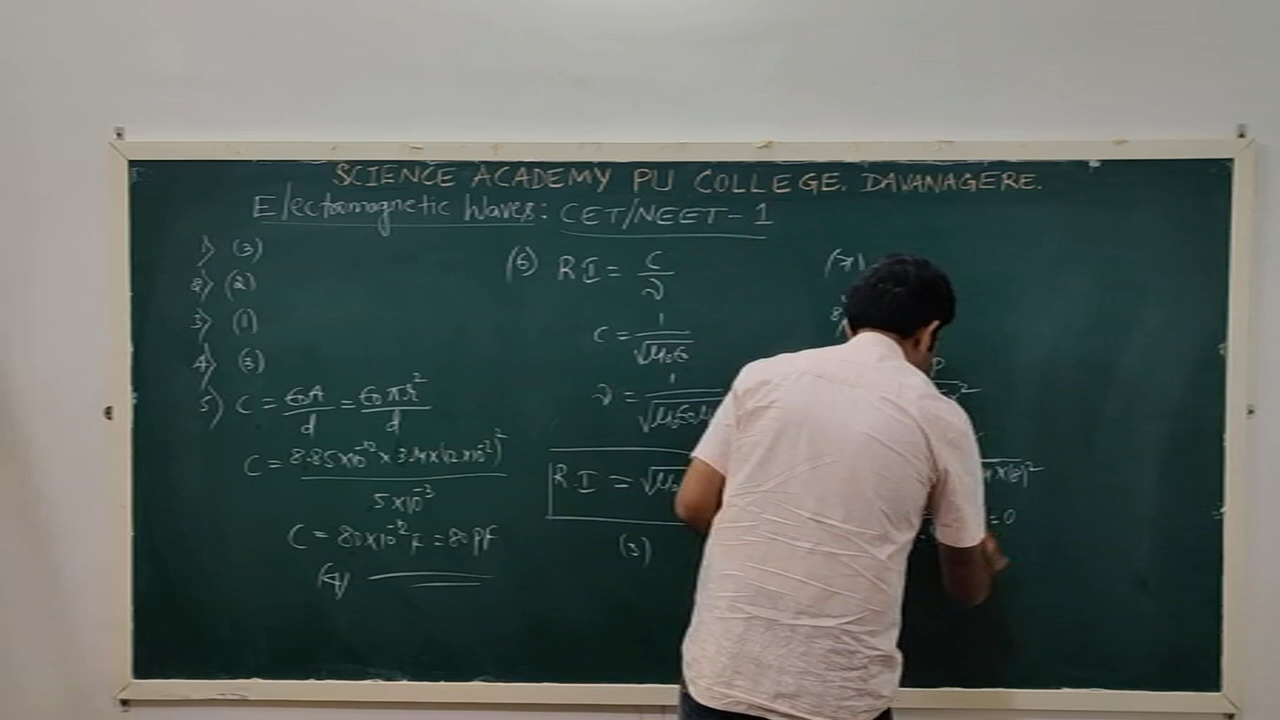 SCIENCE ACADEMY PU COLLEGE. DAVANAGERE.
Electromagnetic Waves: CET/NEET-1
1) (3)
2) (2)
3) (1)
4) (3)
5) C = ϵ₀A/d = ϵ₀πr²/d
C = 8.85×10⁻¹² × 3.14×(12×10⁻²)² / 5×10⁻³
C = 80×10⁻¹² F = 80 PF
(4)
(6) R I = C/v
C = 1/√μ₀ϵ₀
v = 1/√μ₀ϵ₀μ
R.I = √μ
(3)
(7)